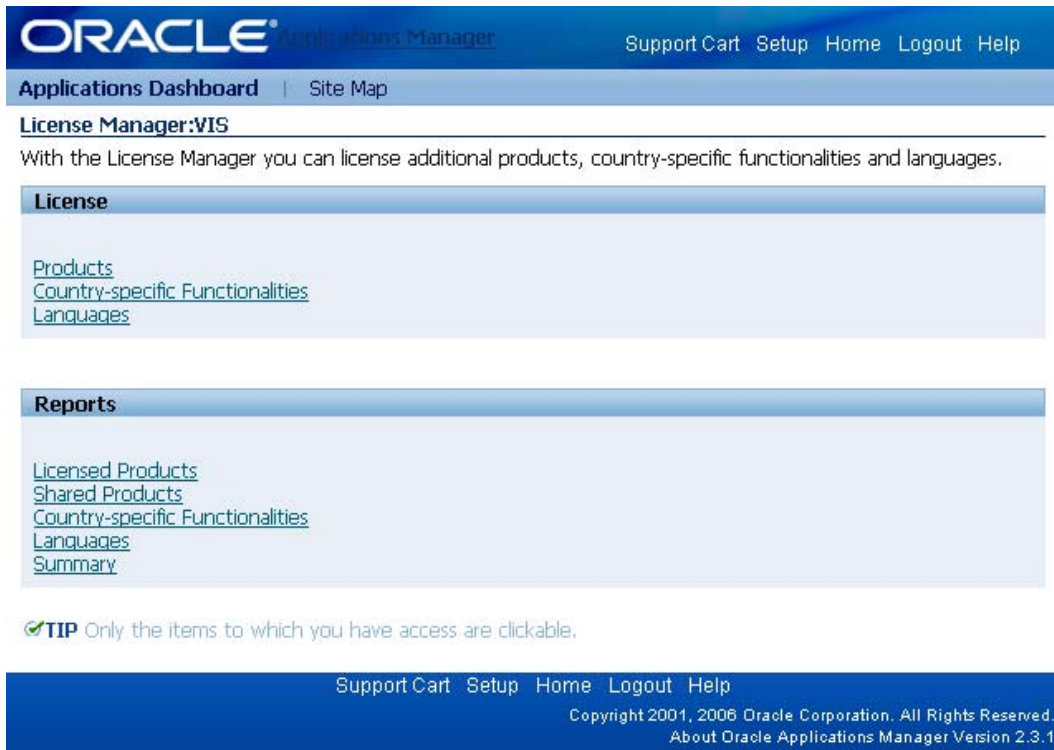 ORACLE Applications Manager
Support Cart Setup Home Logout Help
Applications Dashboard | Site Map
License Manager:VIS
With the License Manager you can license additional products, country-specific functionalities and languages.
License
Products
Country-specific Functionalities
Languages
Reports
Licensed Products
Shared Products
Country-specific Functionalities
Languages
Summary
TIP Only the items to which you have access are clickable.
Support Cart Setup Home Logout Help
Copyright 2001, 2006 Oracle Corporation. All Rights Reserved.
About Oracle Applications Manager Version 2.3.1